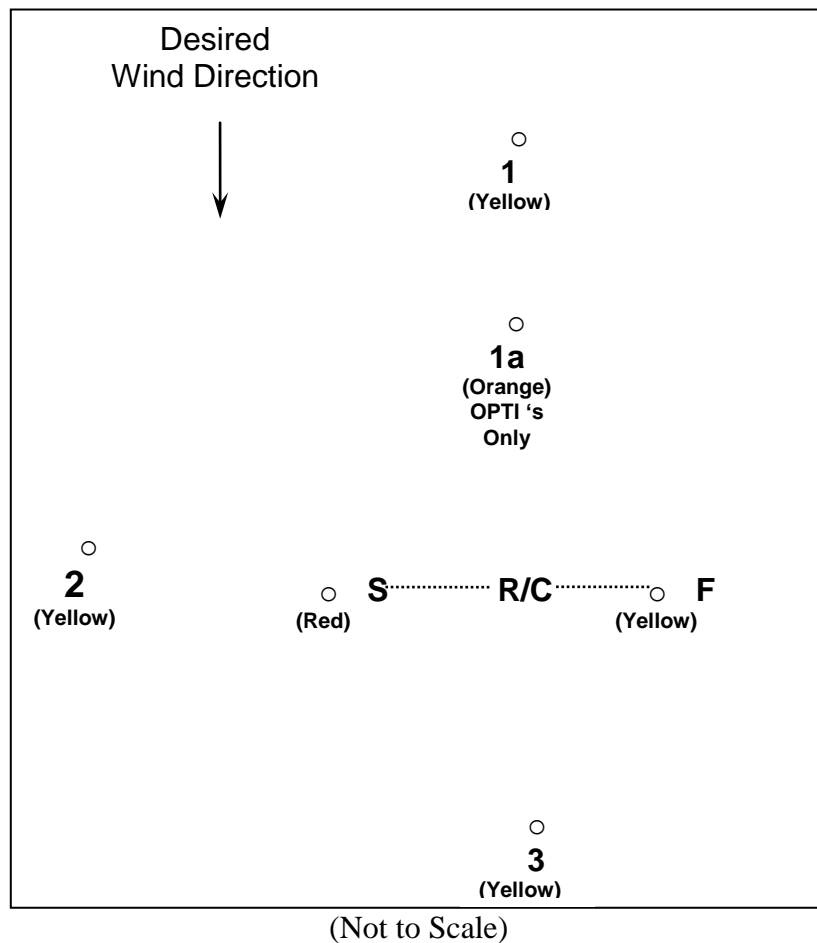 Desired
Wind Direction
1
(Yellow)
1a
(Orange)
OPTI ‘s
Only
2
(Yellow)
S R/C F
(Red) (Yellow)
3
(Yellow)
(Not to Scale)